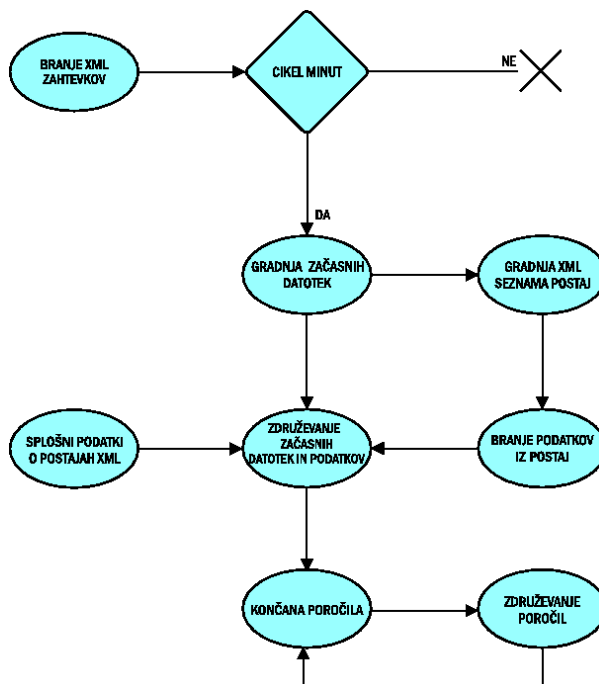 BRANJE XML
ZAHTEVKOV
CIKEL MINUT
NE
DA
GRADNJA ZAČASNIH
DATOTEK
GRADNJA XML
SEZNAMA POSTAJ
SPLOŠNI PODATKI
O POSTAJAH XML
ZDRUŽEVANJE
ZAČASNIH
DATOTEK IN PODATKOV
BRANJE PODATKOV
IZ POSTAJ
KONČANA POROČILA
ZDRUŽEVANJE
POROČIL